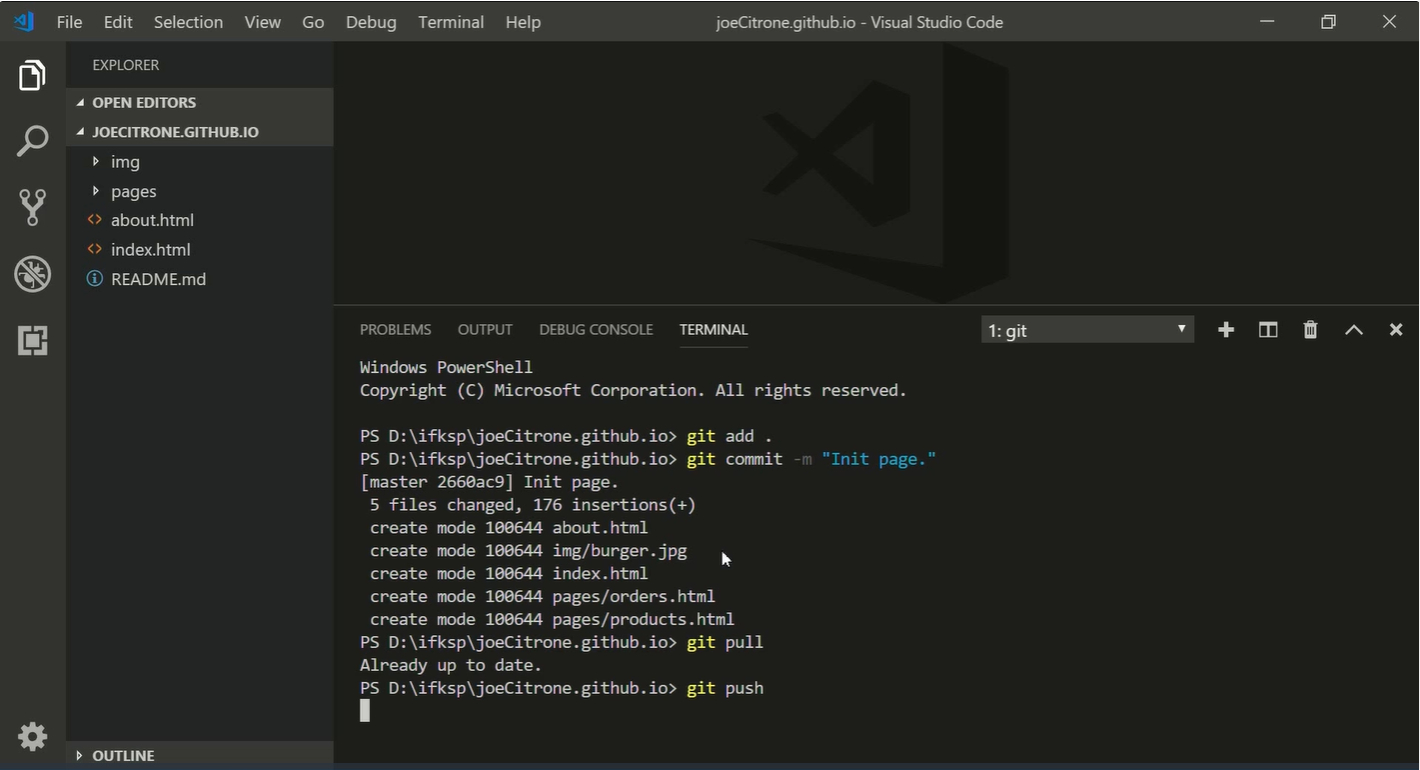 File Edit Selection View Go Debug Terminal Help joeCitrone.github.io - Visual Studio Code
EXPLORER
OPEN EDITORS
JOECITRONE.GITHUB.IO
img
pages
about.html
index.html
README.md
OUTLINE
PROBLEMS OUTPUT DEBUG CONSOLE TERMINAL 1: git
Windows PowerShell
Copyright (C) Microsoft Corporation. All rights reserved.
PS D:\ifksp\joeCitrone.github.io> git add .
PS D:\ifksp\joeCitrone.github.io> git commit -m "Init page."
[master 2660ac9] Init page.
5 files changed, 176 insertions(+)
create mode 100644 about.html
create mode 100644 img/burger.jpg
create mode 100644 index.html
create mode 100644 pages/orders.html
create mode 100644 pages/products.html
PS D:\ifksp\joeCitrone.github.io> git pull
Already up to date.
PS D:\ifksp\joeCitrone.github.io> git push